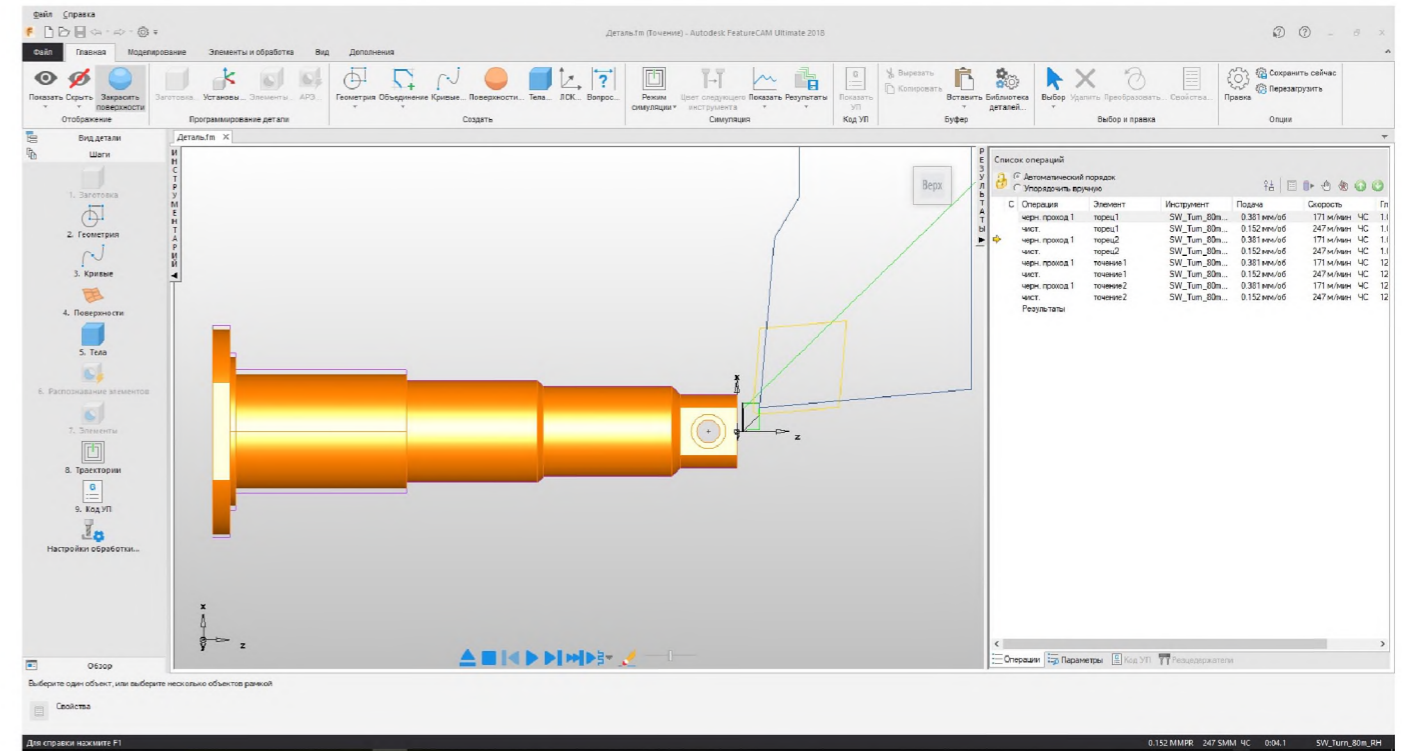 Файл Справка
Деталь.fm (Точение) - Autodesk FeatureCAM Ultimate 2018
Файл Главная Моделирование Элементы и обработка Вид Дополнения
Показать Скрыть Закрасить поверхности
Отображение
Заготовка... Установы... Элементы... АРЭ...
Программирование детали
Геометрия Объединение Кривые... Поверхности... Тела... ЛСК... Вопрос...
Создать
Режим симуляции Цвет следующего инструмента Показать Результаты
Симуляция
Показать УП
Код УП
Вырезать
Копировать
Вставить Библиотека деталей...
Буфер
Выбор Удалить Преобразовать... Свойства...
Выбор и правка
Правка
Сохранить сейчас
Перезагрузить
Опции
Вид детали
Шаги
1. Заготовка
2. Геометрия
3. Кривые
4. Поверхности
5. Тела
6. Распознавание элементов
7. Элементы
8. Траектории
9. Код УП
Настройки обработки...
Обзор
Деталь.fm
ИНСТРУМЕНТАРИЙ
Верх
x
z
x
y
z
РЕЗУЛЬТАТЫ
Список операций
Автоматический порядок
Упорядочить вручную
С Операция Элемент Инструмент Подача Скорость Гл
черн. проход 1 торец1 SW_Turn_80m... 0.381 мм/об 171 м/мин ЧС 1.(
чист. торец1 SW_Turn_80m... 0.152 мм/об 247 м/мин ЧС 1.(
черн. проход 1 торец2 SW_Turn_80m... 0.381 мм/об 171 м/мин ЧС 1.(
чист. торец2 SW_Turn_80m... 0.152 мм/об 247 м/мин ЧС 1.(
черн. проход 1 точение1 SW_Turn_80m... 0.381 мм/об 171 м/мин ЧС 12
чист. точение1 SW_Turn_80m... 0.152 мм/об 247 м/мин ЧС 12
черн. проход 1 точение2 SW_Turn_80m... 0.381 мм/об 171 м/мин ЧС 12
чист. точение2 SW_Turn_80m... 0.152 мм/об 247 м/мин ЧС 12
Результаты
Операции Параметры Код УП Резцедержатели
Выберите один объект, или выберите несколько объектов рамкой
Свойства
Для справки нажмите F1
0.152 MMPR 247 SMM ЧС 0:04.1 SW_Turn_80m_RH